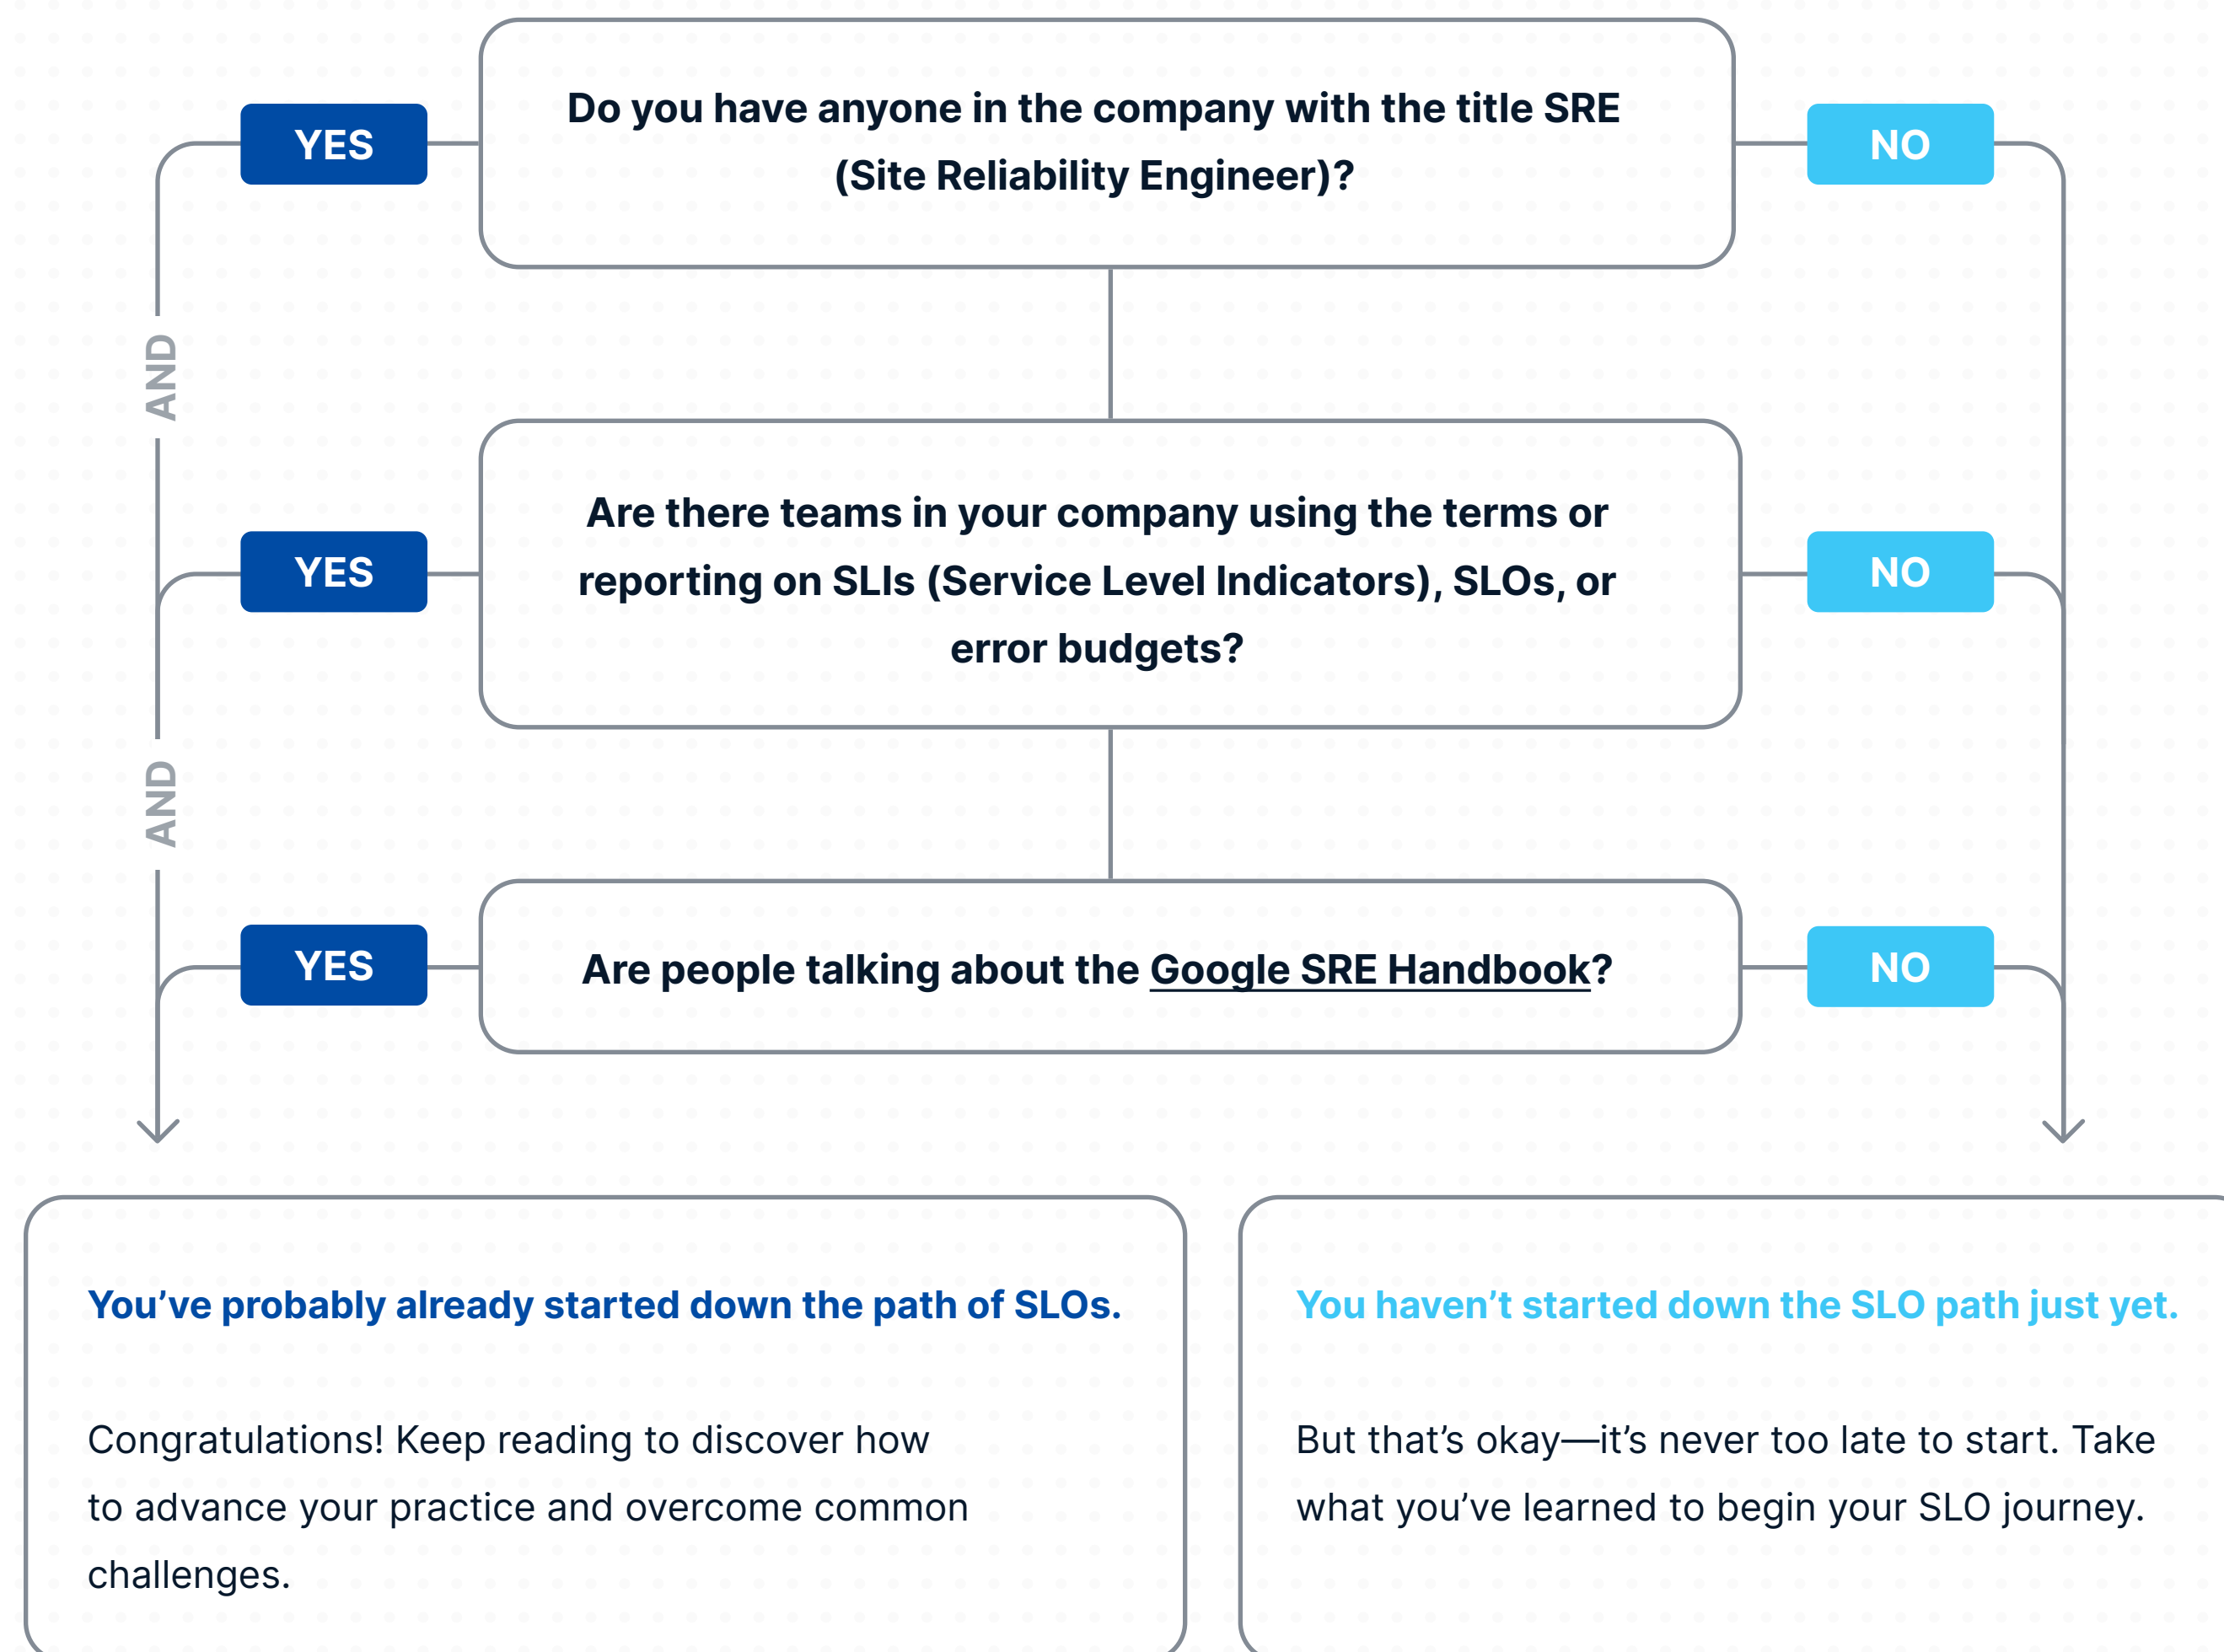 Do you have anyone in the company with the title SRE
(Site Reliability Engineer)?
YES
NO
AND
Are there teams in your company using the terms or
reporting on SLIs (Service Level Indicators), SLOs, or
error budgets?
YES
NO
AND
Are people talking about the Google SRE Handbook?
YES
NO
You’ve probably already started down the path of SLOs.
Congratulations! Keep reading to discover how
to advance your practice and overcome common
challenges.
You haven’t started down the SLO path just yet.
But that’s okay—it’s never too late to start. Take
what you’ve learned to begin your SLO journey.